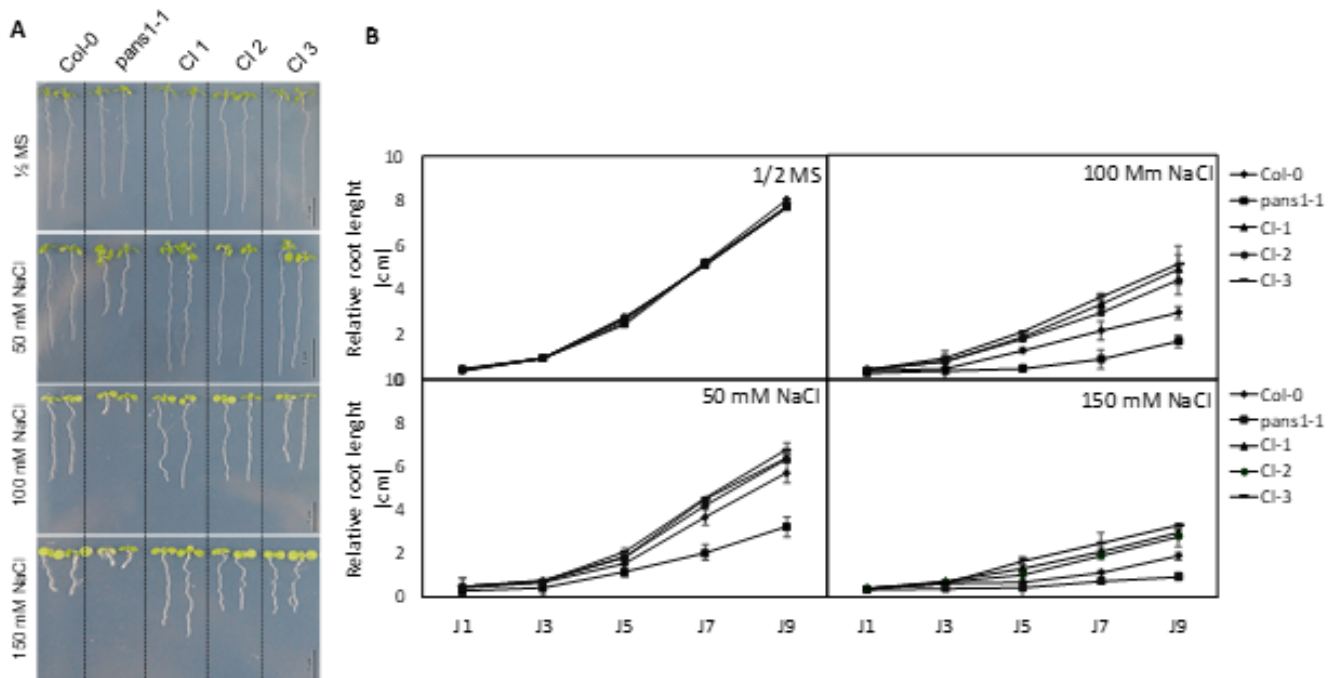 A
B
Col-0
pans1-1
Cl 1
Cl 2
Cl 3
½ MS
50 mM NaCl
100 mM NaCl
150 mM NaCl
10
8
6
4
2
0
Relative root lenght
[cm]
1/2 MS
100 Mm NaCl
Col-0
pans1-1
Cl-1
Cl-2
Cl-3
10
8
6
4
2
0
Relative root lenght
[cm]
50 mM NaCl
150 mM NaCl
Col-0
pans1-1
Cl-1
Cl-2
Cl-3
J1 J3 J5 J7 J9 J1 J3 J5 J7 J9